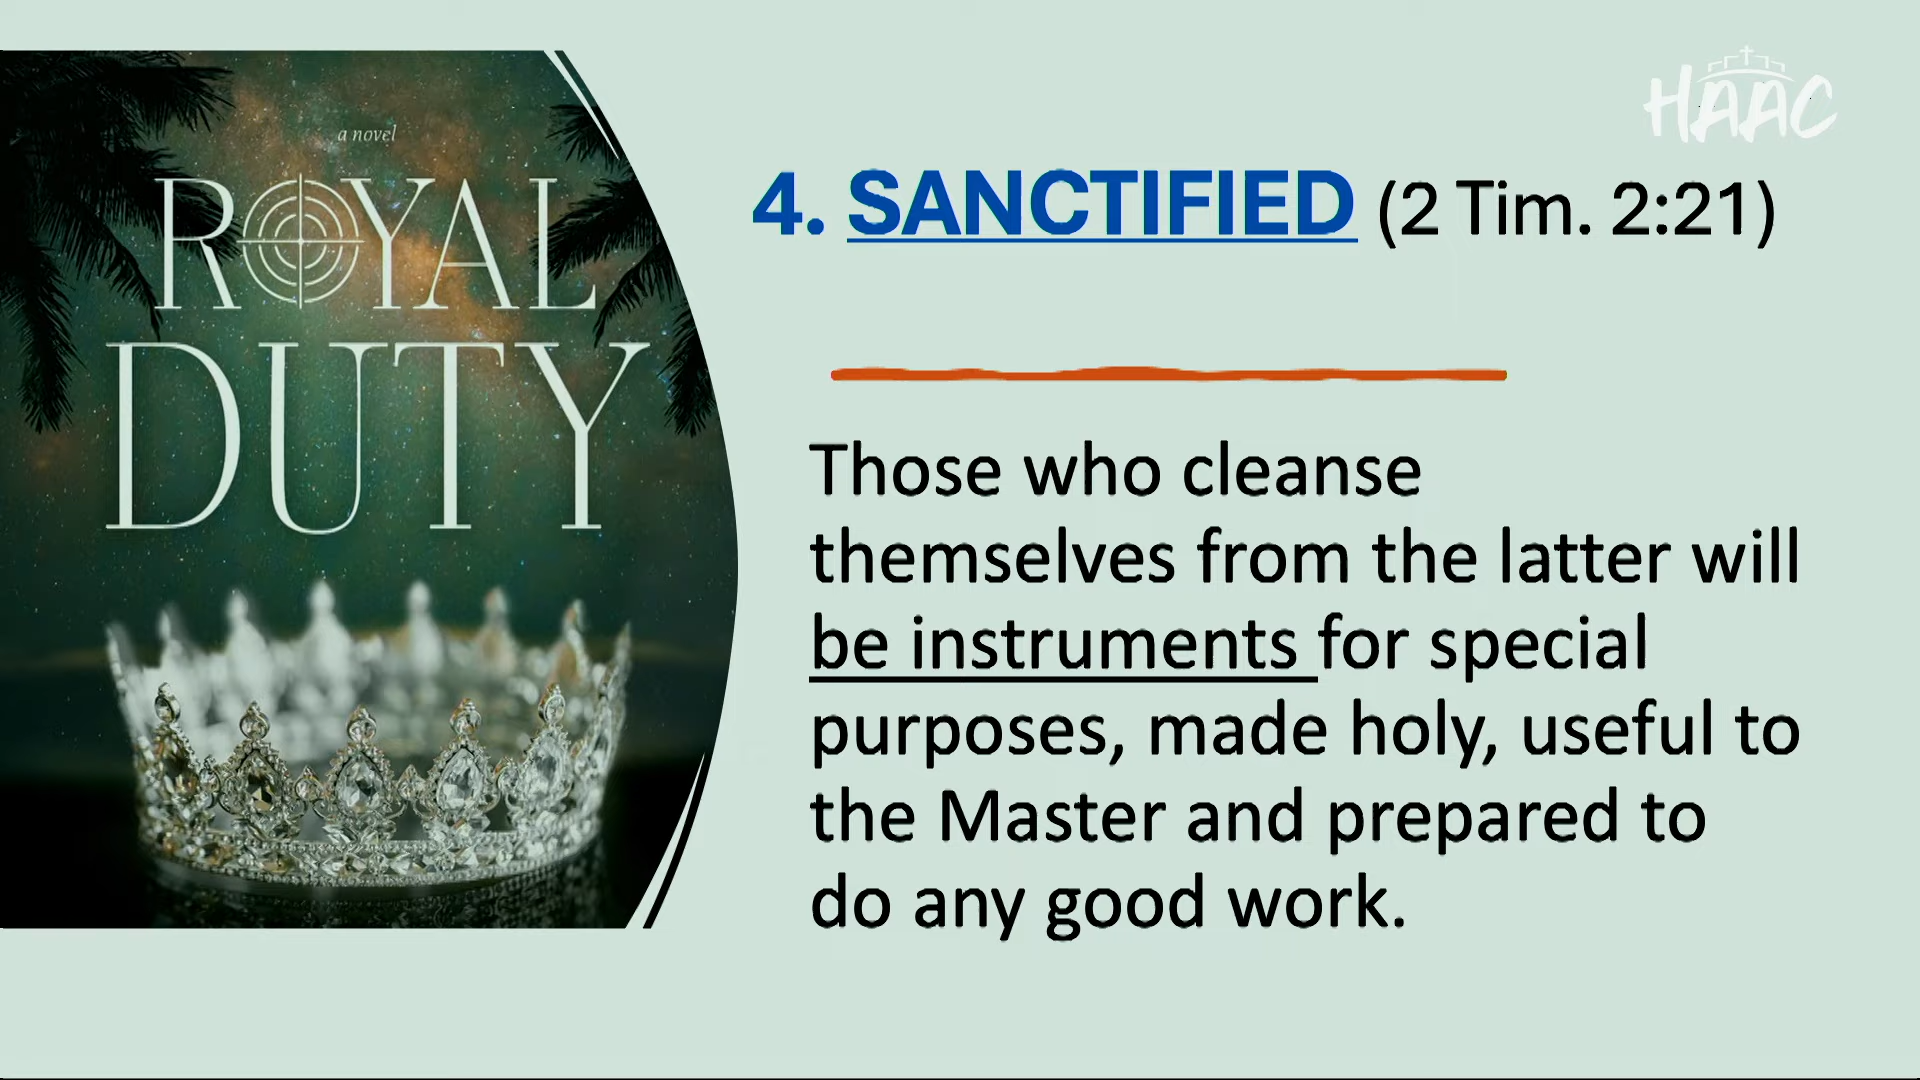 HAAC
a novel
ROYAL
DUTY
4. SANCTIFIED (2 Tim. 2:21)
Those who cleanse
themselves from the latter will
be instruments for special
purposes, made holy, useful to
the Master and prepared to
do any good work.